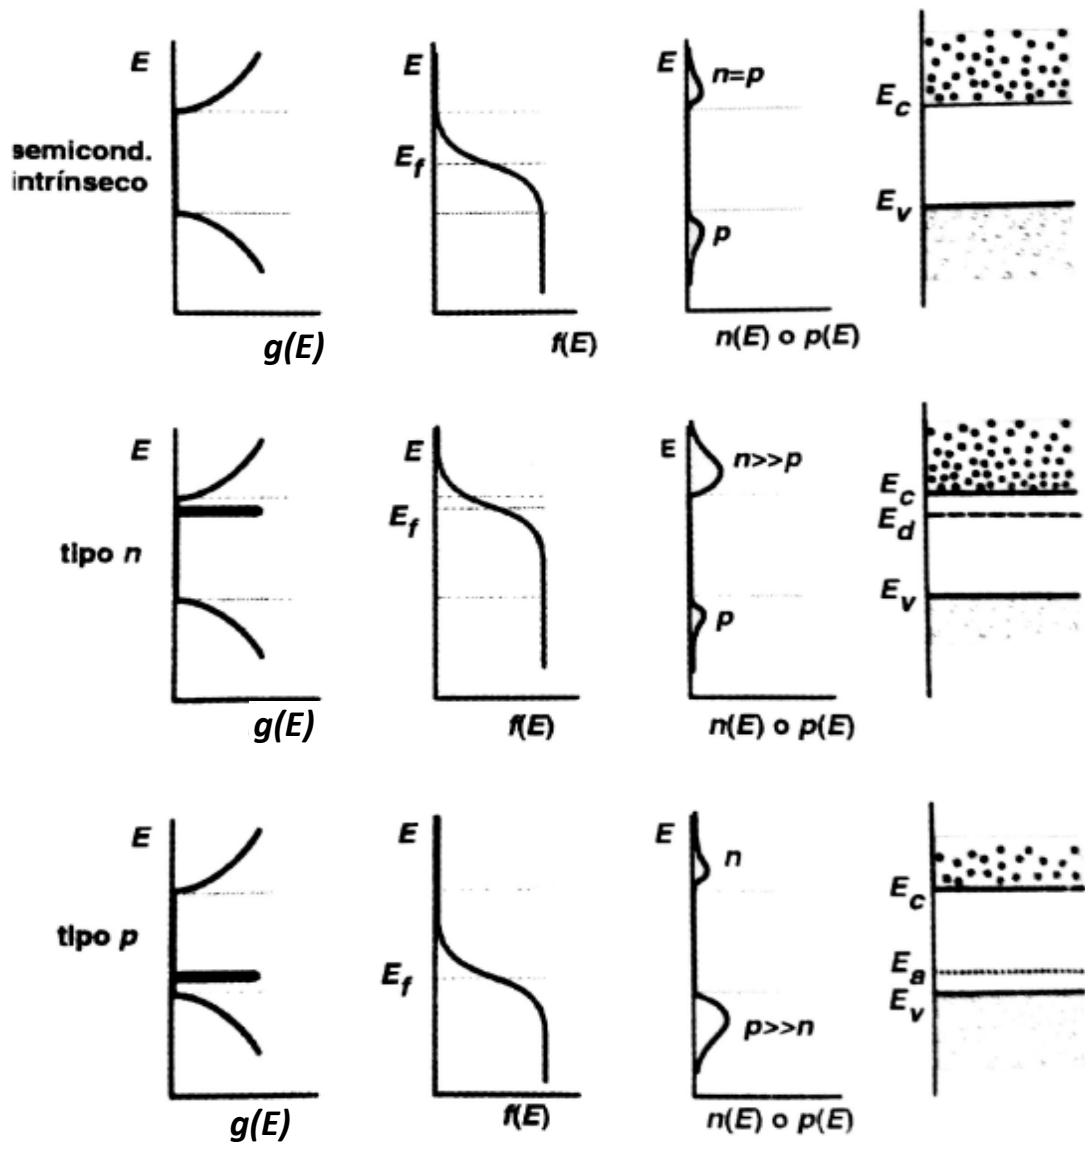 E
E
E
n=p
E_c
semicond.
intrínseco
E_f
E_v
p
g(E)
f(E)
n(E) o p(E)
E
E
E
n>>p
E_c
E_f
E_d
tipo n
E_v
p
g(E)
f(E)
n(E) o p(E)
E
E
E
n
E_c
tipo p
E_f
E_a
E_v
p>>n
g(E)
f(E)
n(E) o p(E)